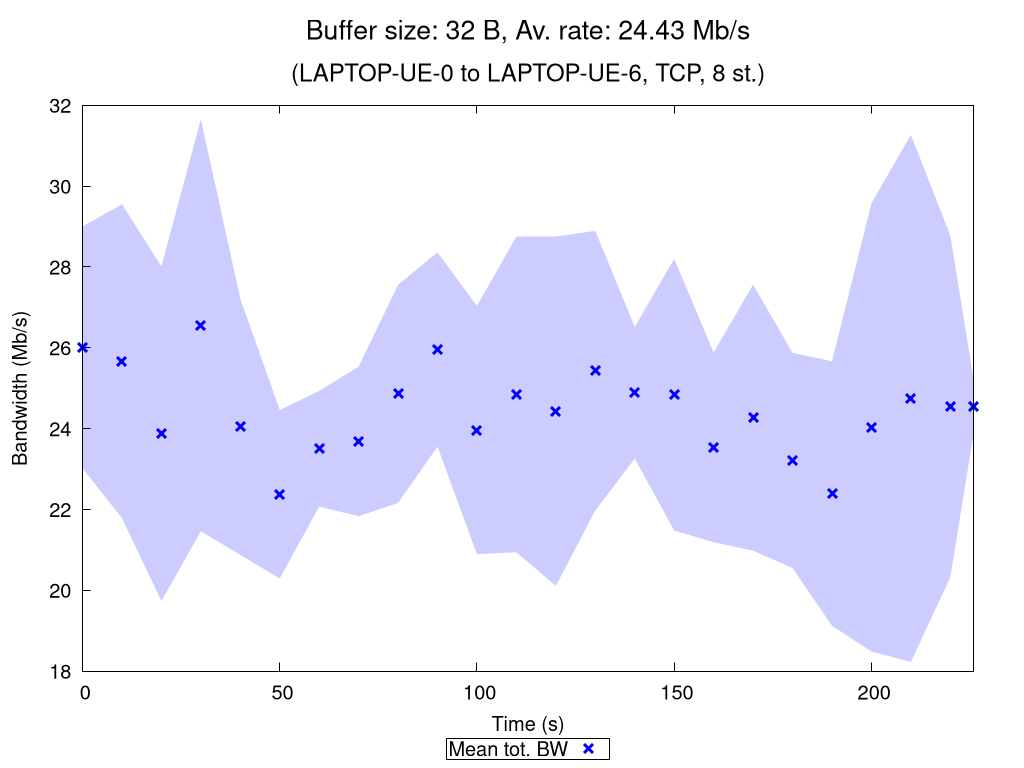 Buffer size: 32 B, Av. rate: 24.43 Mb/s
(LAPTOP-UE-0 to LAPTOP-UE-6, TCP, 8 st.)
32
30
28
26
24
22
20
18
Bandwidth (Mb/s)
0 50 100 150 200
Time (s)
Mean tot. BW